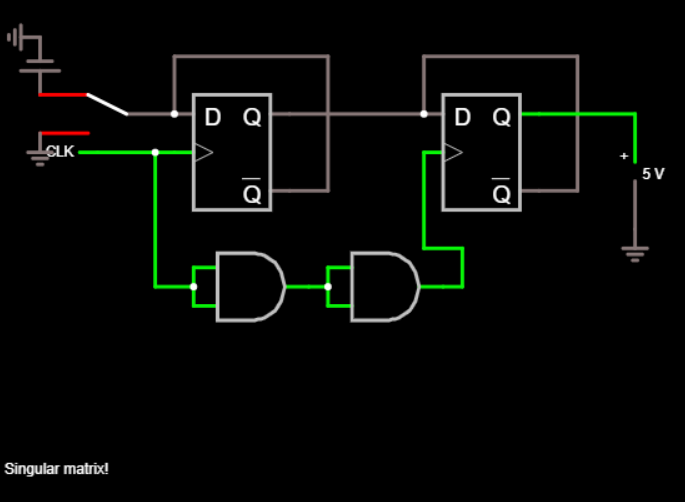 D Q
D Q
CLK
+
5 V
Q
Q
Singular matrix!